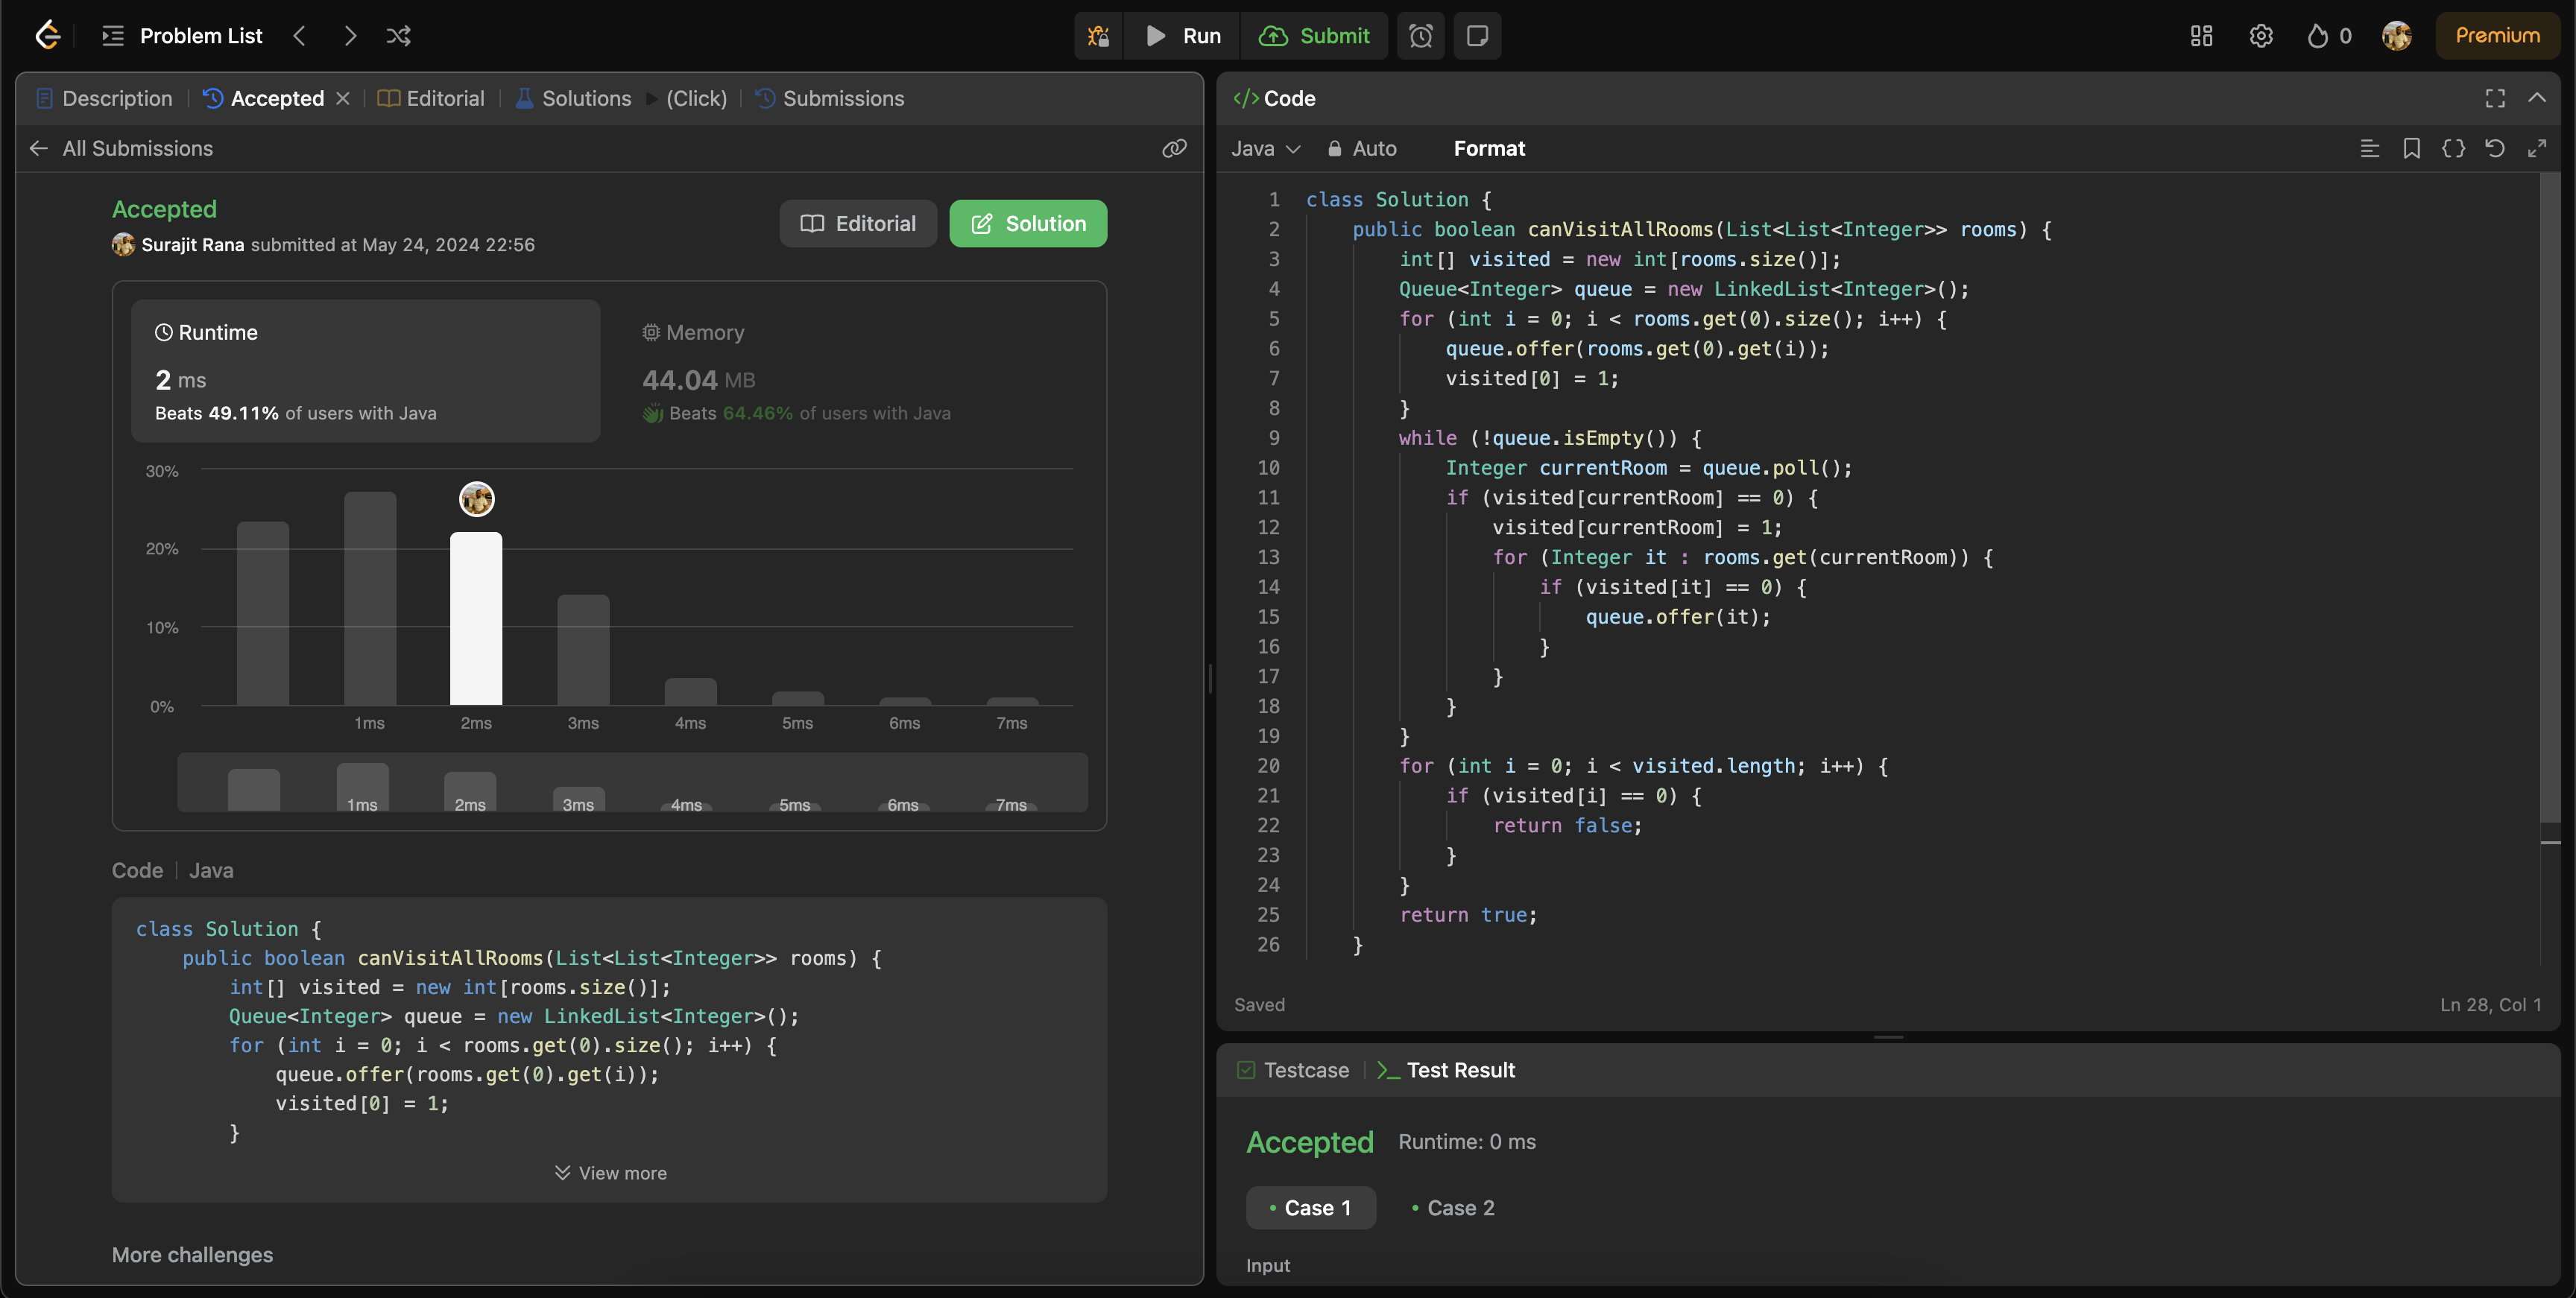 Problem List
Run
Submit
0
Premium
Description
Accepted
Editorial
Solutions
(Click)
Submissions
All Submissions
Accepted
Surajit Rana submitted at May 24, 2024 22:56
Editorial
Solution
Runtime
2 ms
Beats 49.11% of users with Java
Memory
44.04 MB
Beats 64.46% of users with Java
30%
20%
10%
0%
1ms 2ms 3ms 4ms 5ms 6ms 7ms
1ms 2ms 3ms 4ms 5ms 6ms 7ms
Code | Java
class Solution {
    public boolean canVisitAllRooms(List<List<Integer>> rooms) {
        int[] visited = new int[rooms.size()];
        Queue<Integer> queue = new LinkedList<Integer>();
        for (int i = 0; i < rooms.get(0).size(); i++) {
            queue.offer(rooms.get(0).get(i));
            visited[0] = 1;
        }
View more
More challenges
</> Code
Java
Auto
Format
1 class Solution {
2     public boolean canVisitAllRooms(List<List<Integer>> rooms) {
3         int[] visited = new int[rooms.size()];
4         Queue<Integer> queue = new LinkedList<Integer>();
5         for (int i = 0; i < rooms.get(0).size(); i++) {
6             queue.offer(rooms.get(0).get(i));
7             visited[0] = 1;
8         }
9         while (!queue.isEmpty()) {
10             Integer currentRoom = queue.poll();
11             if (visited[currentRoom] == 0) {
12                 visited[currentRoom] = 1;
13                 for (Integer it : rooms.get(currentRoom)) {
14                     if (visited[it] == 0) {
15                         queue.offer(it);
16                     }
17                 }
18             }
19         }
20         for (int i = 0; i < visited.length; i++) {
21             if (visited[i] == 0) {
22                 return false;
23             }
24         }
25         return true;
26     }
Saved
Ln 28, Col 1
Testcase
Test Result
Accepted
Runtime: 0 ms
Case 1
Case 2
Input